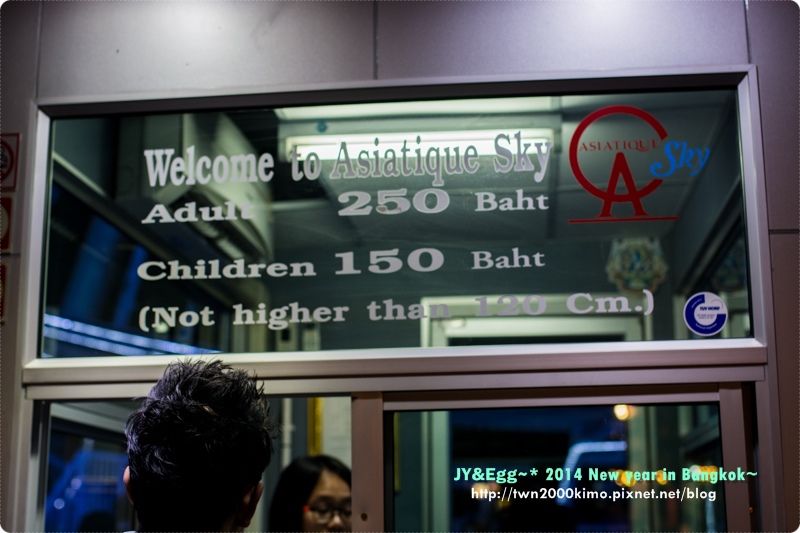 Welcome to Asiatique Sky
ASIATIQUE Sky
Adult 250 Baht
Children 150 Baht
(Not higher than 120 Cm.)
JY&Egg~* 2014 New year in Bangkok~
http://twn2000kimo.pixnet.net/blog